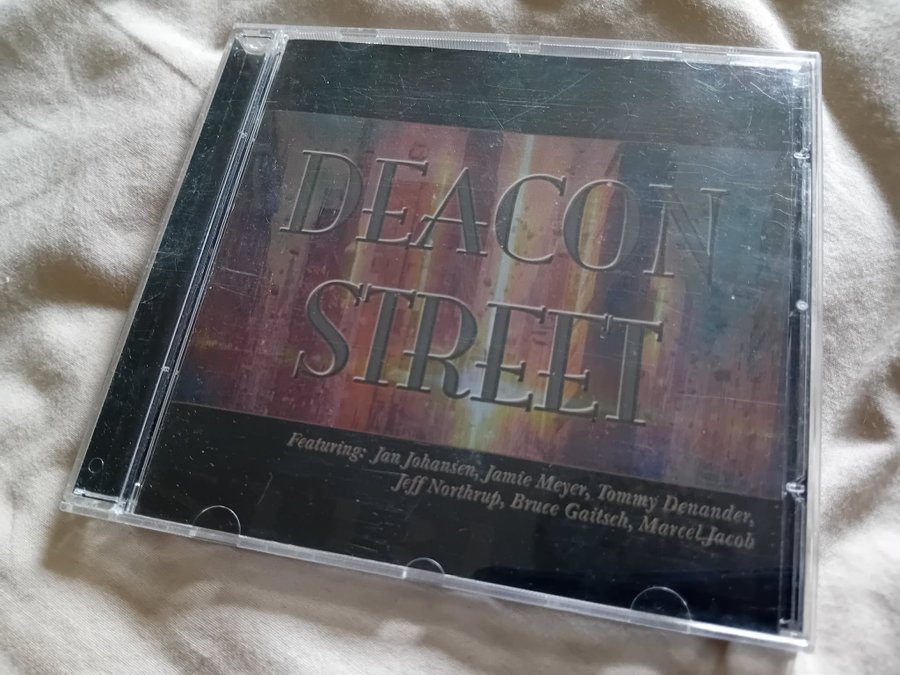 DEACON
STREET
Featuring: Jan Johansen, Jamie Meyer, Tommy Denander,
Jeff Northrup, Bruce Gaitsch, Marcel Jacob